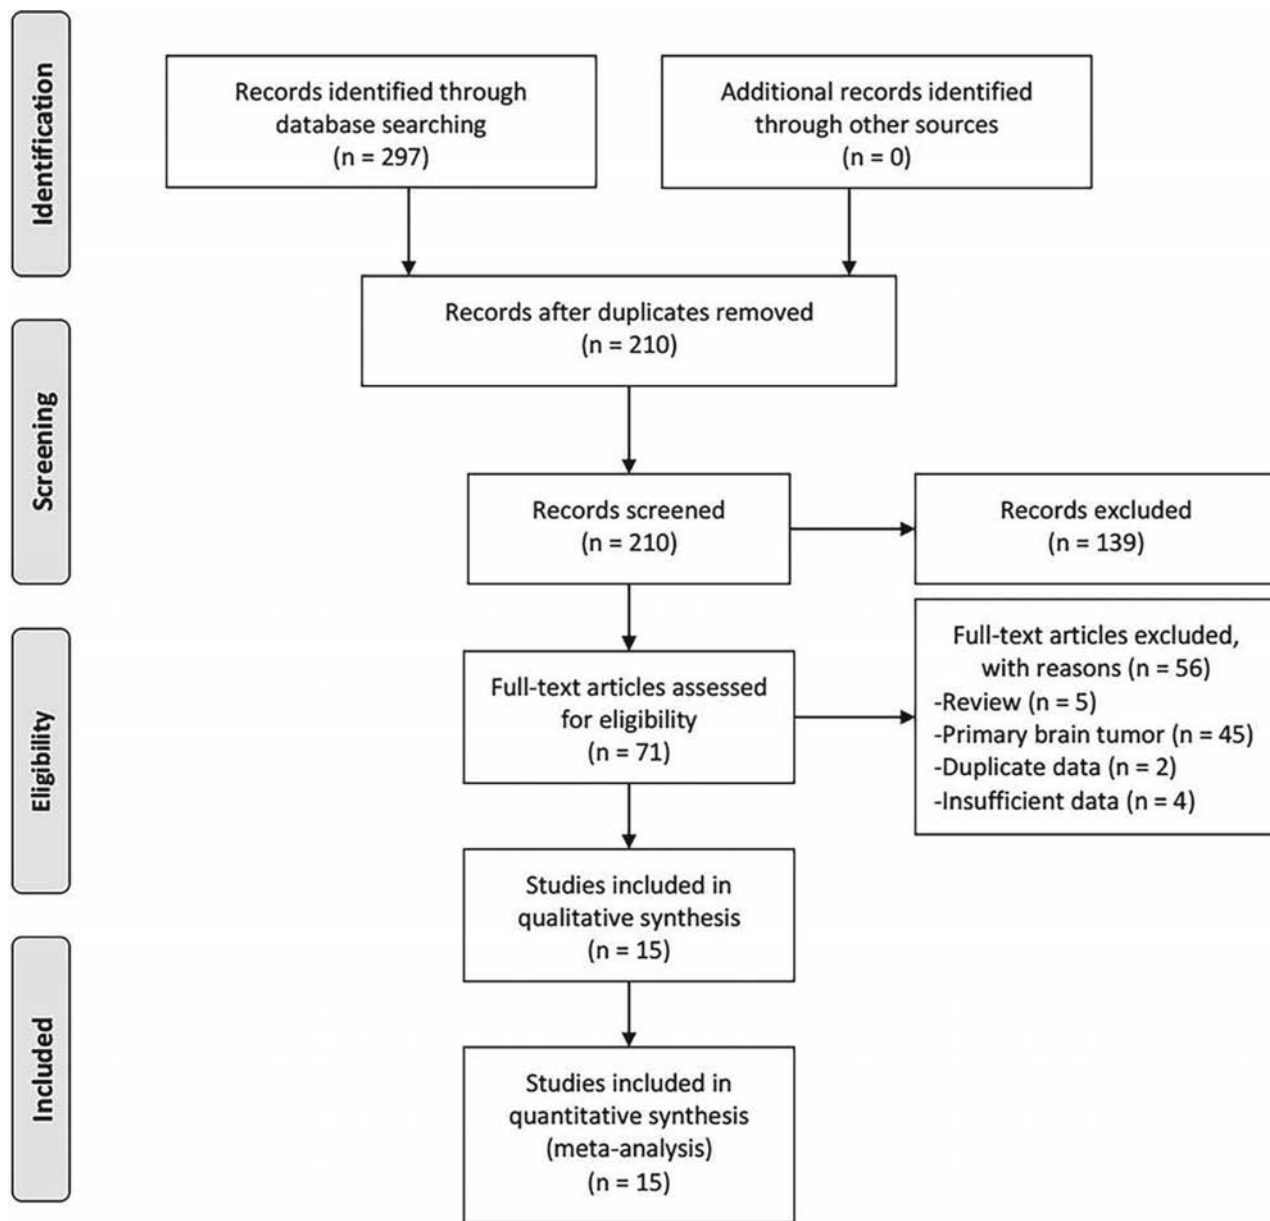 Identification
Records identified through
database searching
(n = 297)
Additional records identified
through other sources
(n = 0)
Records after duplicates removed
(n = 210)
Screening
Records screened
(n = 210)
Records excluded
(n = 139)
Eligibility
Full-text articles assessed
for eligibility
(n = 71)
Full-text articles excluded,
with reasons (n = 56)
-Review (n = 5)
-Primary brain tumor (n = 45)
-Duplicate data (n = 2)
-Insufficient data (n = 4)
Studies included in
qualitative synthesis
(n = 15)
Included
Studies included in
quantitative synthesis
(meta-analysis)
(n = 15)